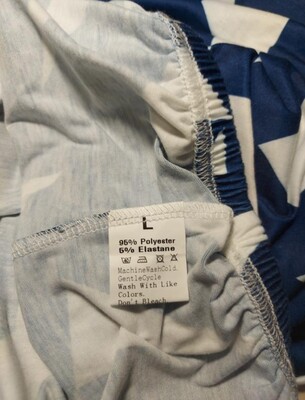 L
95% Polyester
5% Elastane
MachineWashCold.
GentleCycle
Wash With Like
Colors.
Don't Bleach